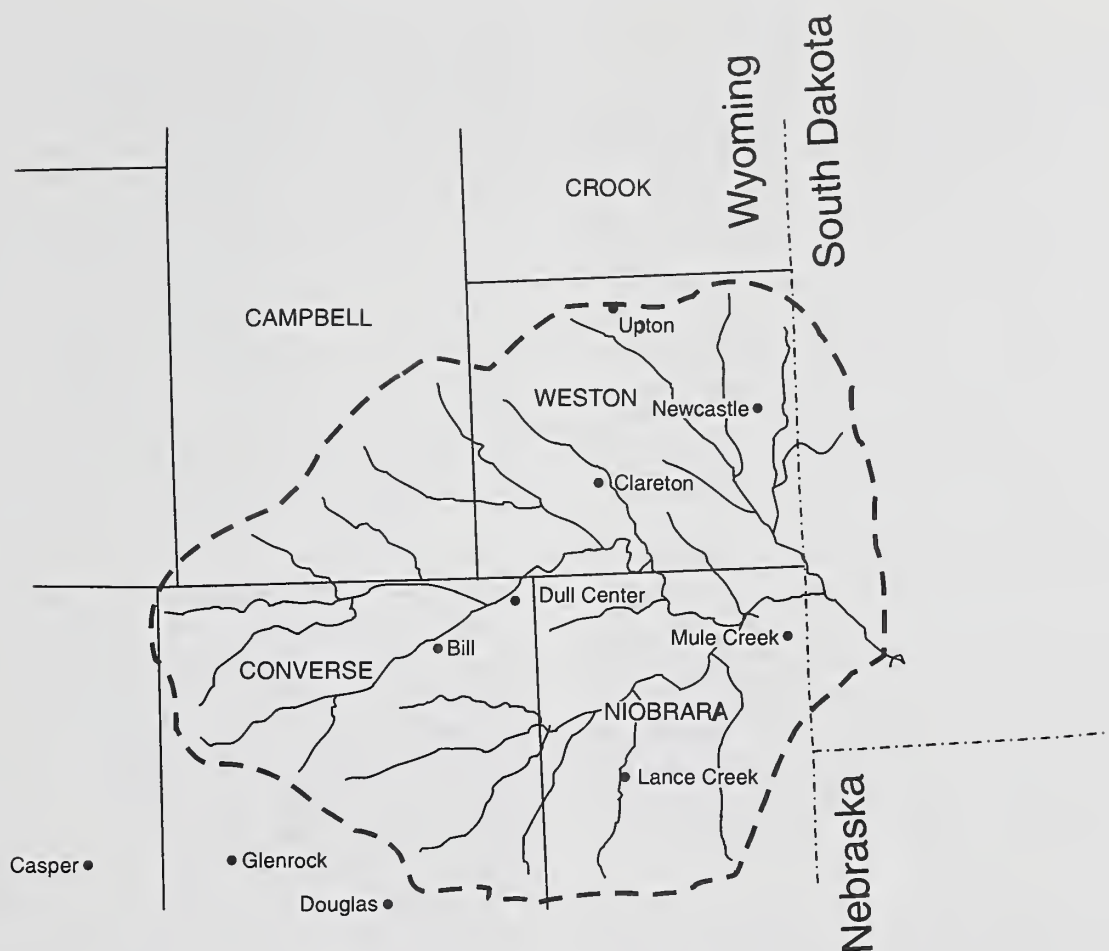 Wyoming
South Dakota
CROOK
CAMPBELL
Upton
WESTON
Newcastle
Clareton
Dull Center
Mule Creek
Bill
CONVERSE
NIOBRARA
Lance Creek
Casper
Glenrock
Douglas
Nebraska